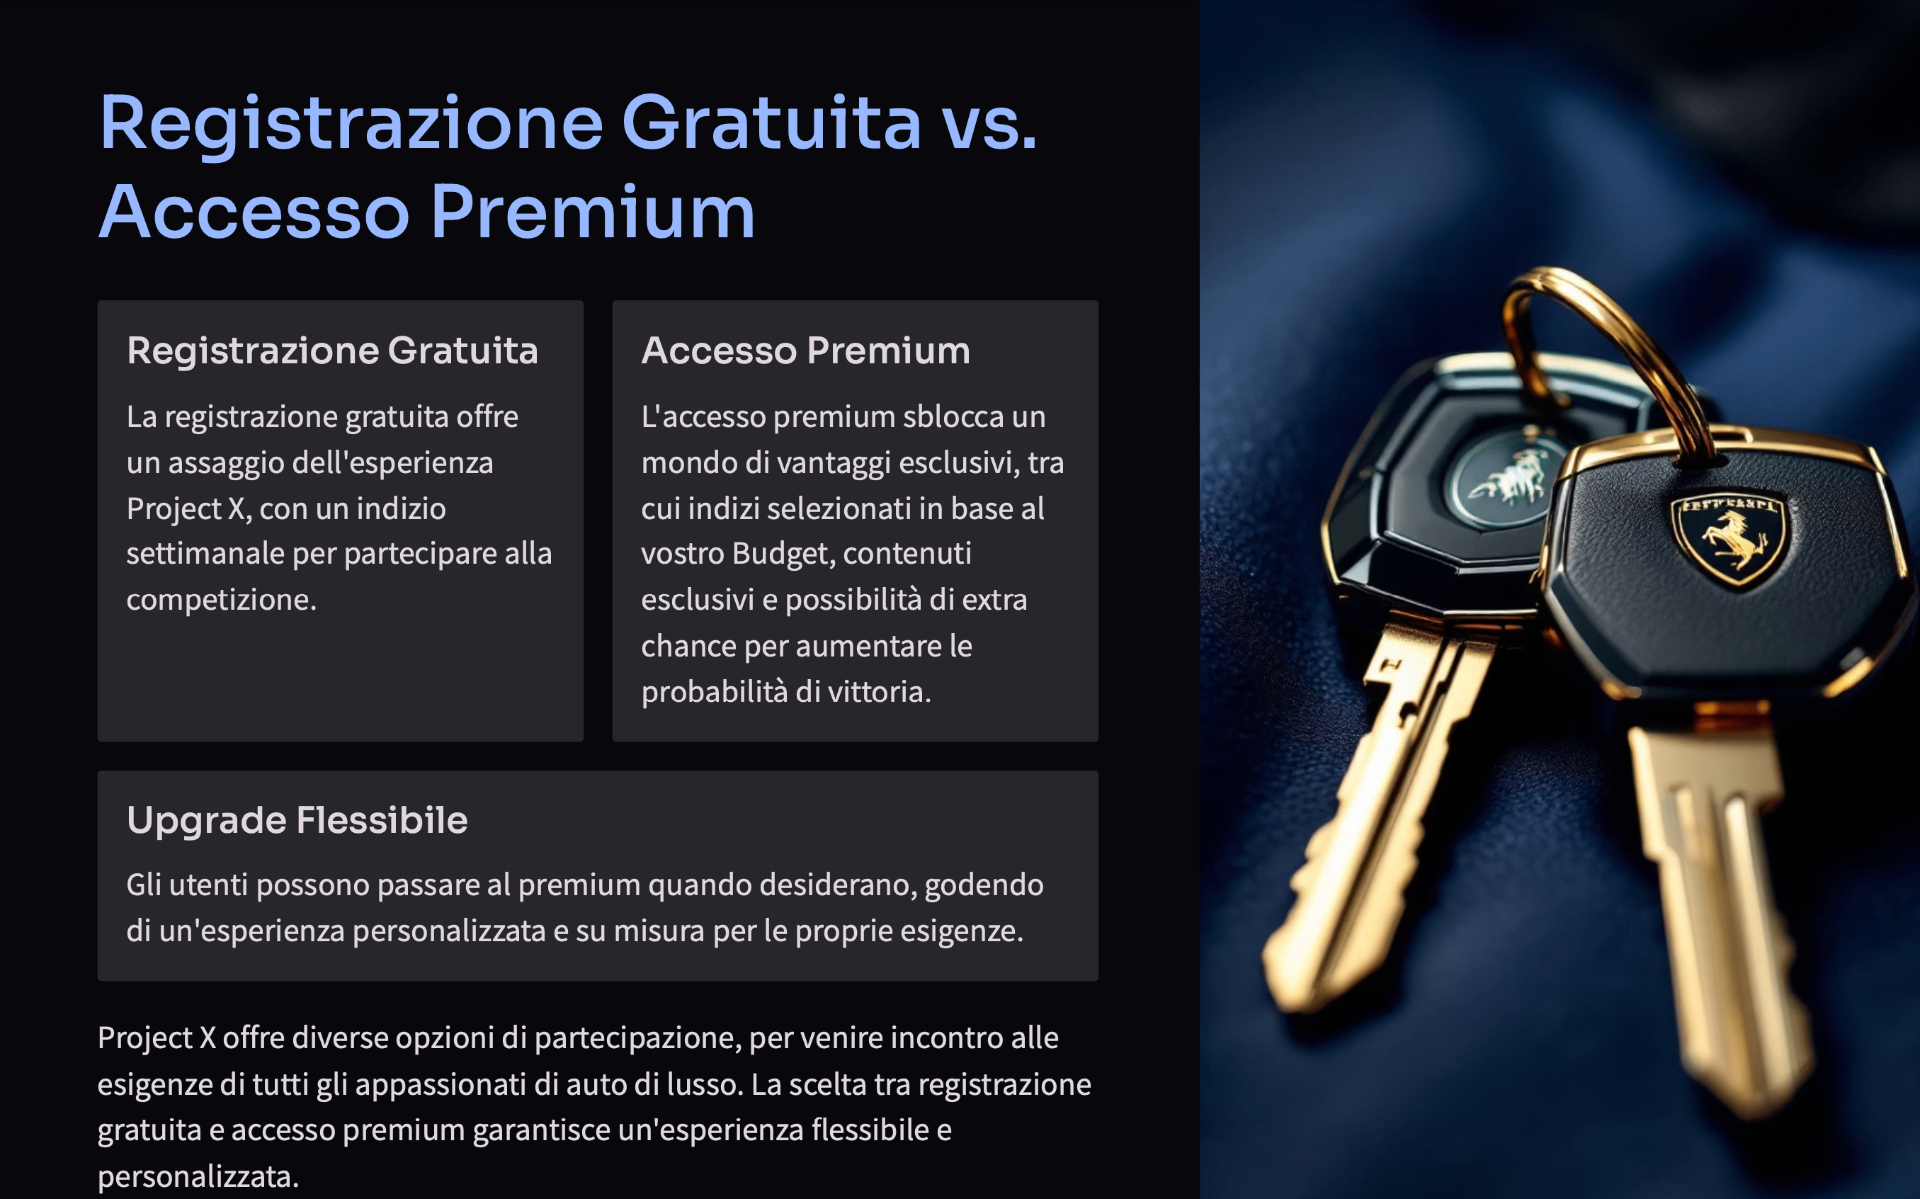 Registrazione Gratuita vs.
Accesso Premium
Registrazione Gratuita
La registrazione gratuita offre
un assaggio dell'esperienza
Project X, con un indizio
settimanale per partecipare alla
competizione.
Accesso Premium
L'accesso premium sblocca un
mondo di vantaggi esclusivi, tra
cui indizi selezionati in base al
vostro Budget, contenuti
esclusivi e possibilità di extra
chance per aumentare le
probabilità di vittoria.
Upgrade Flessibile
Gli utenti possono passare al premium quando desiderano, godendo
di un'esperienza personalizzata e su misura per le proprie esigenze.
Project X offre diverse opzioni di partecipazione, per venire incontro alle
esigenze di tutti gli appassionati di auto di lusso. La scelta tra registrazione
gratuita e accesso premium garantisce un'esperienza flessibile e
personalizzata.